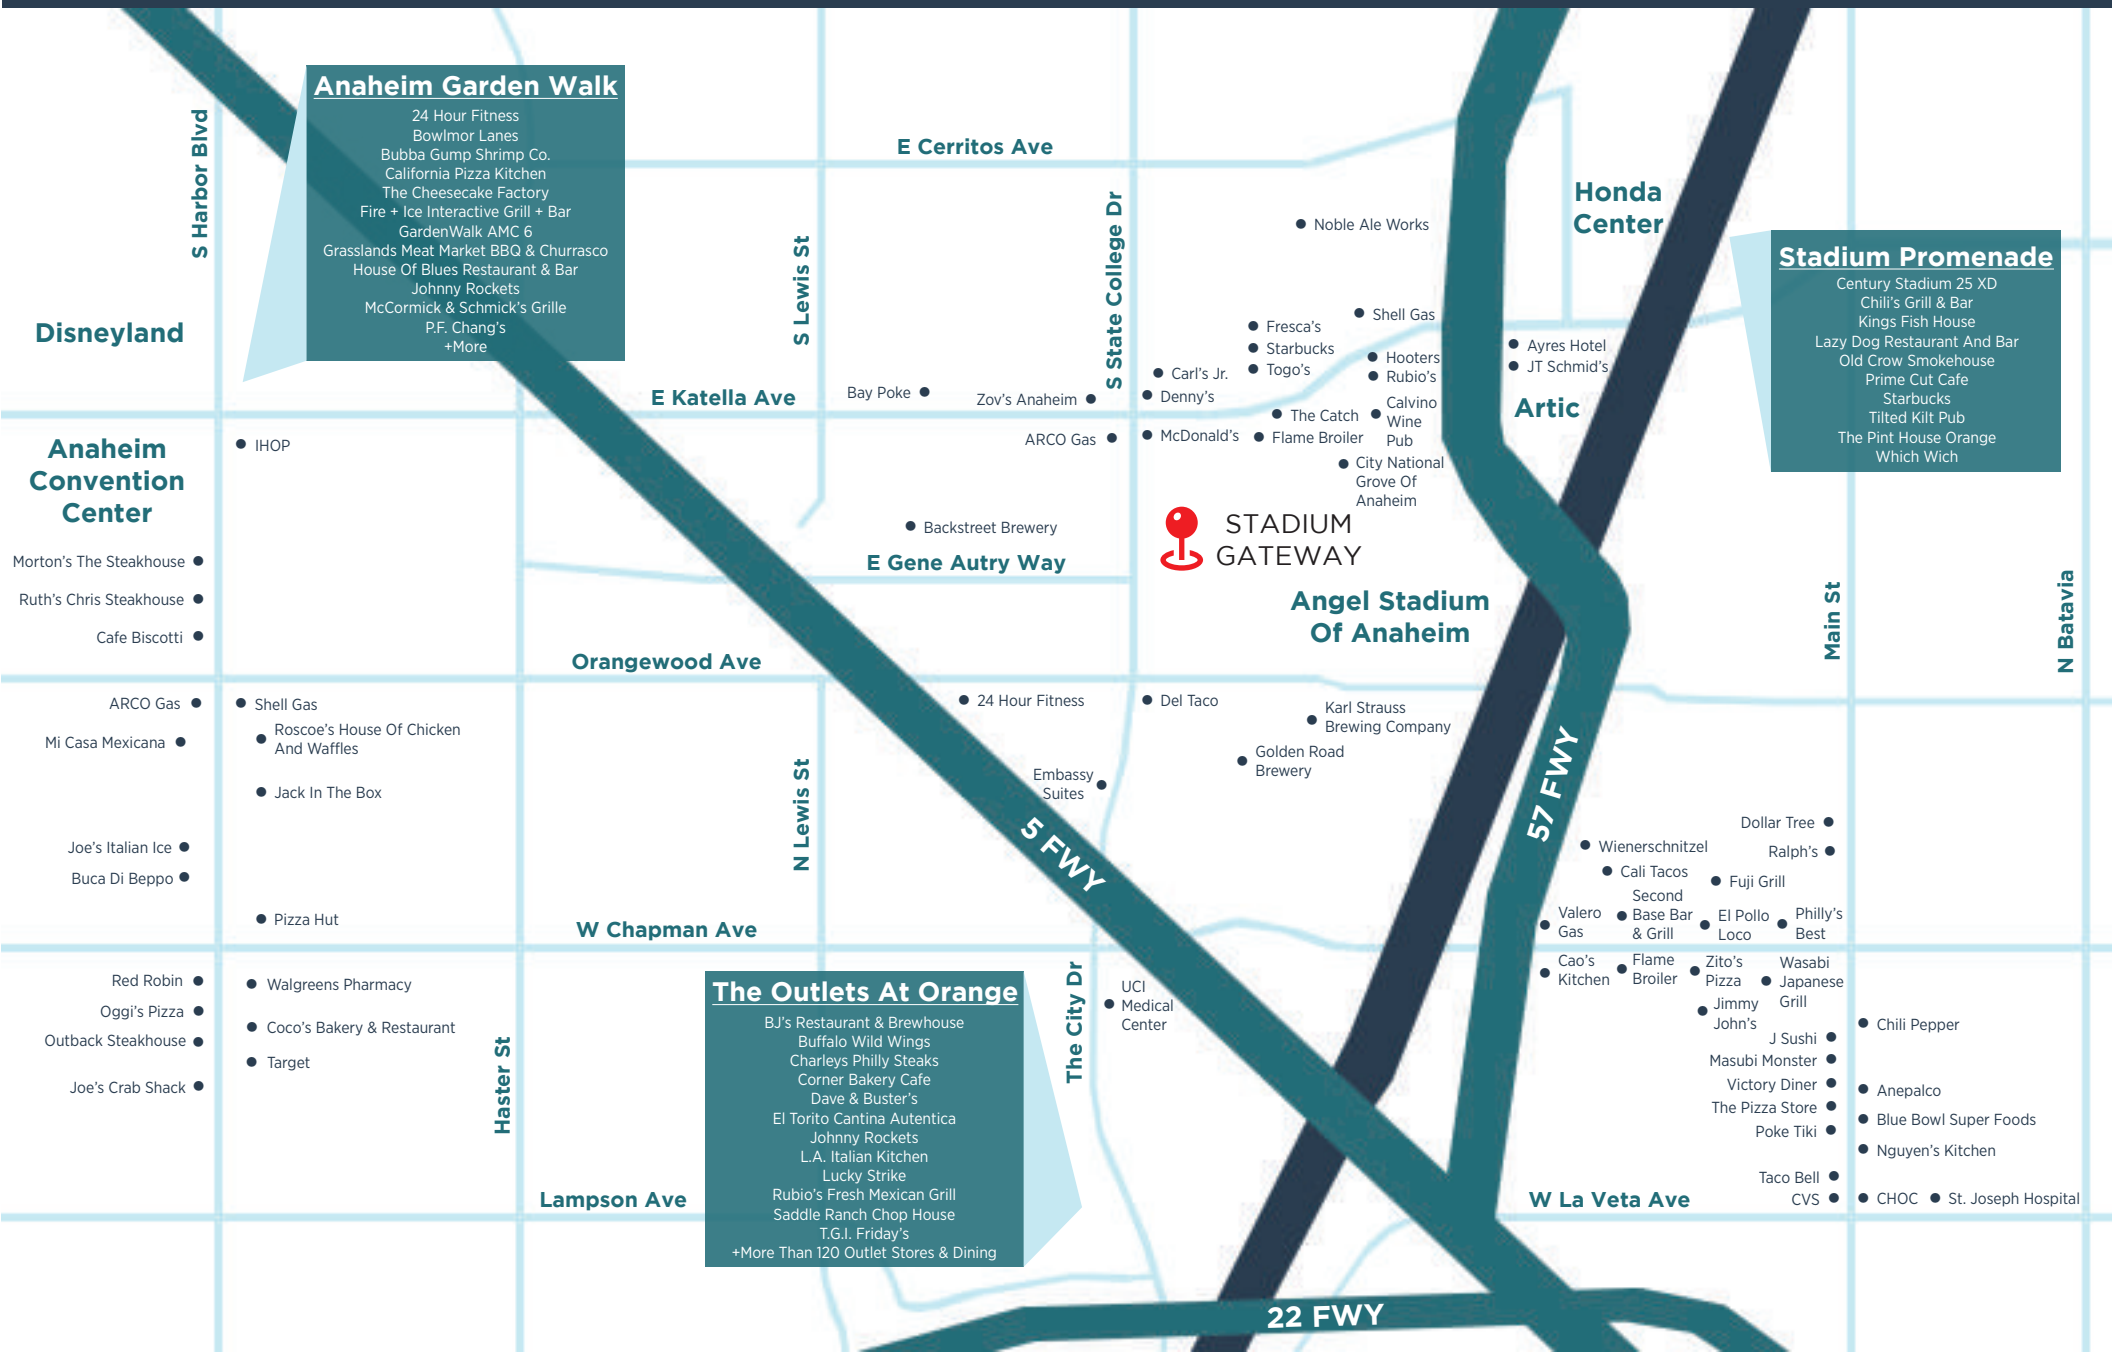 Anaheim Garden Walk
24 Hour Fitness
Bowlmor Lanes
Bubba Gump Shrimp Co.
California Pizza Kitchen
The Cheesecake Factory
Fire + Ice Interactive Grill + Bar
GardenWalk AMC 6
Grasslands Meat Market BBQ & Churrasco
House Of Blues Restaurant & Bar
Johnny Rockets
McCormick & Schmick's Grille
P.F. Chang's
+More
S Harbor Blvd
Disneyland
Anaheim
Convention
Center
IHOP
Morton's The Steakhouse
Ruth's Chris Steakhouse
Cafe Biscotti
E Cerritos Ave
S Lewis St
S State College Dr
Noble Ale Works
Honda
Center
Stadium Promenade
Century Stadium 25 XD
Chili's Grill & Bar
Kings Fish House
Lazy Dog Restaurant And Bar
Old Crow Smokehouse
Prime Cut Cafe
Starbucks
Tilted Kilt Pub
The Pint House Orange
Which Wich
Shell Gas
Fresca's
Starbucks
Togo's
Hooters
Rubio's
Ayres Hotel
JT Schmid's
Artic
E Katella Ave
Bay Poke
Zov's Anaheim
Carl's Jr.
Denny's
ARCO Gas
McDonald's
The Catch
Flame Broiler
Calvino
Wine
Pub
City National
Grove Of
Anaheim
Backstreet Brewery
STADIUM
GATEWAY
E Gene Autry Way
Angel Stadium
Of Anaheim
Main St
N Batavia
Orangewood Ave
ARCO Gas
Shell Gas
Mi Casa Mexicana
Roscoe's House Of Chicken
And Waffles
Jack In The Box
Joe's Italian Ice
Buca Di Beppo
Pizza Hut
24 Hour Fitness
Del Taco
Karl Strauss
Brewing Company
Golden Road
Brewery
Embassy
Suites
N Lewis St
5 FWY
57 FWY
Dollar Tree
Ralph's
Wienerschnitzel
Cali Tacos
Fuji Grill
Valero
Gas
Second
Base Bar
& Grill
El Pollo
Loco
Philly's
Best
W Chapman Ave
Red Robin
Oggi's Pizza
Outback Steakhouse
Joe's Crab Shack
Walgreens Pharmacy
Coco's Bakery & Restaurant
Target
Haster St
The Outlets At Orange
BJ's Restaurant & Brewhouse
Buffalo Wild Wings
Charleys Philly Steaks
Corner Bakery Cafe
Dave & Buster's
El Torito Cantina Autentica
Johnny Rockets
L.A. Italian Kitchen
Lucky Strike
Rubio's Fresh Mexican Grill
Saddle Ranch Chop House
T.G.I. Friday's
+More Than 120 Outlet Stores & Dining
The City Dr
UCI
Medical
Center
Cao's
Kitchen
Flame
Broiler
Zito's
Pizza
Wasabi
Japanese
Grill
Jimmy
John's
J Sushi
Masubi Monster
Victory Diner
The Pizza Store
Poke Tiki
Taco Bell
CVS
Chili Pepper
Anepalco
Blue Bowl Super Foods
Nguyen's Kitchen
CHOC
St. Joseph Hospital
Lampson Ave
W La Veta Ave
22 FWY